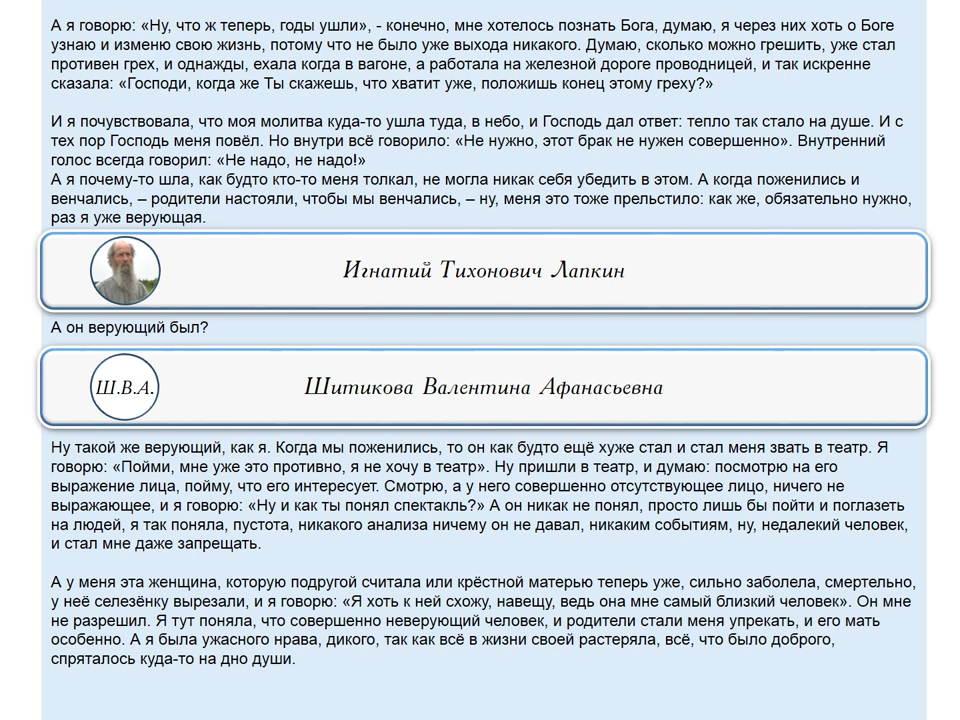 А я говорю: «Ну, что ж теперь, годы ушли», - конечно, мне хотелось познать Бога, думаю, я через них хоть о Боге
узнаю и изменю свою жизнь, потому что не было уже выхода никакого. Думаю, сколько можно грешить, уже стал
противен грех, и однажды, ехала когда в вагоне, а работала на железной дороге проводницей, и так искренне
сказала: «Господи, когда же Ты скажешь, что хватит уже, положишь конец этому греху?»
И я почувствовала, что моя молитва куда-то ушла туда, в небо, и Господь дал ответ: тепло так стало на душе. И с
тех пор Господь меня повёл. Но внутри всё говорило: «Не нужно, этот брак не нужен совершенно». Внутренний
голос всегда говорил: «Не надо, не надо!»
А я почему-то шла, как будто кто-то меня толкал, не могла никак себя убедить в этом. А когда поженились и
венчались, – родители настояли, чтобы мы венчались, – ну, меня это тоже прельстило: как же, обязательно нужно,
раз я уже верующая.
Игнатий Тихонович Лапкин
А он верующий был?
Ш.В.А.
Шитикова Валентина Афанасьевна
Ну такой же верующий, как я. Когда мы поженились, то он как будто ещё хуже стал и стал меня звать в театр. Я
говорю: «Пойми, мне уже это противно, я не хочу в театр». Ну пришли в театр, и думаю: посмотрю на его
выражение лица, пойму, что его интересует. Смотрю, а у него совершенно отсутствующее лицо, ничего не
выражающее, и я говорю: «Ну и как ты понял спектакль?» А он никак не понял, просто лишь бы пойти и поглазеть
на людей, я так поняла, пустота, никакого анализа ничему он не давал, никаким событиям, ну, недалекий человек,
и стал мне даже запрещать.
А у меня эта женщина, которую подругой считала или крёстной матерью теперь уже, сильно заболела, смертельно,
у неё селезёнку вырезали, и я говорю: «Я хоть к ней схожу, навещу, ведь она мне самый близкий человек». Он мне
не разрешил. Я тут поняла, что совершенно неверующий человек, и родители стали меня упрекать, и его мать
особенно. А я была ужасного нрава, дикого, так как всё в жизни своей растеряла, всё, что было доброго,
спряталось куда-то на дно души.